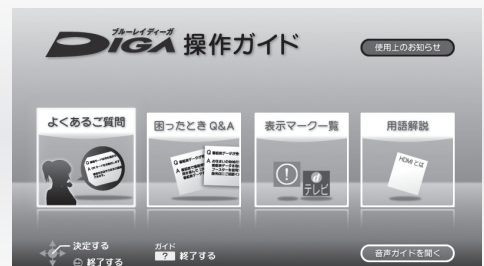 ブルーレイディーガ
DIGA 操作ガイド
使用上のお知らせ
よくあるご質問
困ったとき Q&A
表示マーク一覧
用語解説
!
d
テレビ
HDMIとは
決定する
終了する
ガイド
? 終了する
音声ガイドを聞く